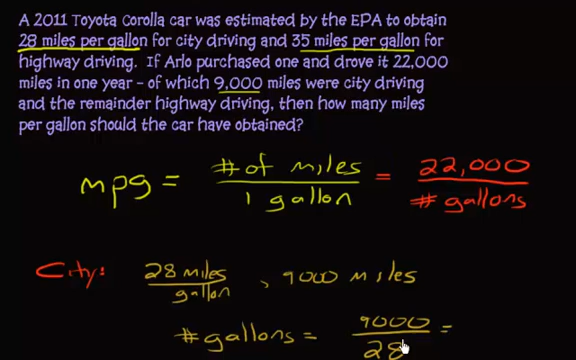 A 2011 Toyota Corolla car was estimated by the EPA to obtain
28 miles per gallon for city driving and 35 miles per gallon for
highway driving. If Arlo purchased one and drove it 22,000
miles in one year - of which 9,000 miles were city driving
and the remainder highway driving, then how many miles
per gallon should the car have obtained?
mpg = # of miles / 1 gallon = 22,000 / # gallons
City: 28 miles / gallon , 9000 miles
# gallons = 9000 / 28 =